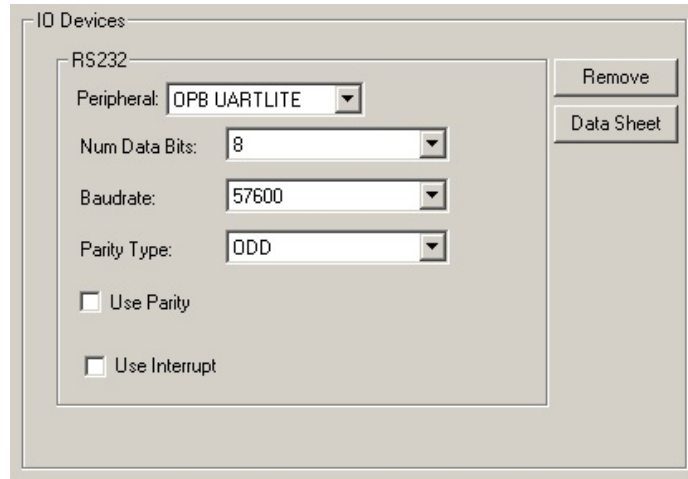 IO Devices
RS232
Remove
Peripheral: OPB UARTLITE
Data Sheet
Num Data Bits: 8
Baudrate: 57600
Parity Type: ODD
Use Parity
Use Interrupt